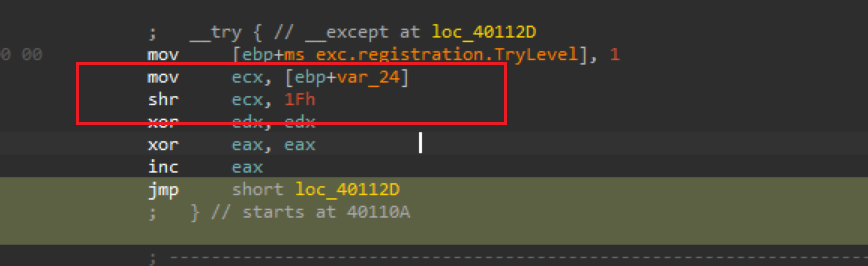 ;   __try { // __except at loc_40112D
0 00 mov [ebp+ms_exc.registration.TryLevel], 1
mov ecx, [ebp+var_24]
shr ecx, 1Fh
xor edx, edx
xor eax, eax
inc eax
jmp short loc_40112D
;   } // starts at 40110A
; ---------------------------------------------------------------